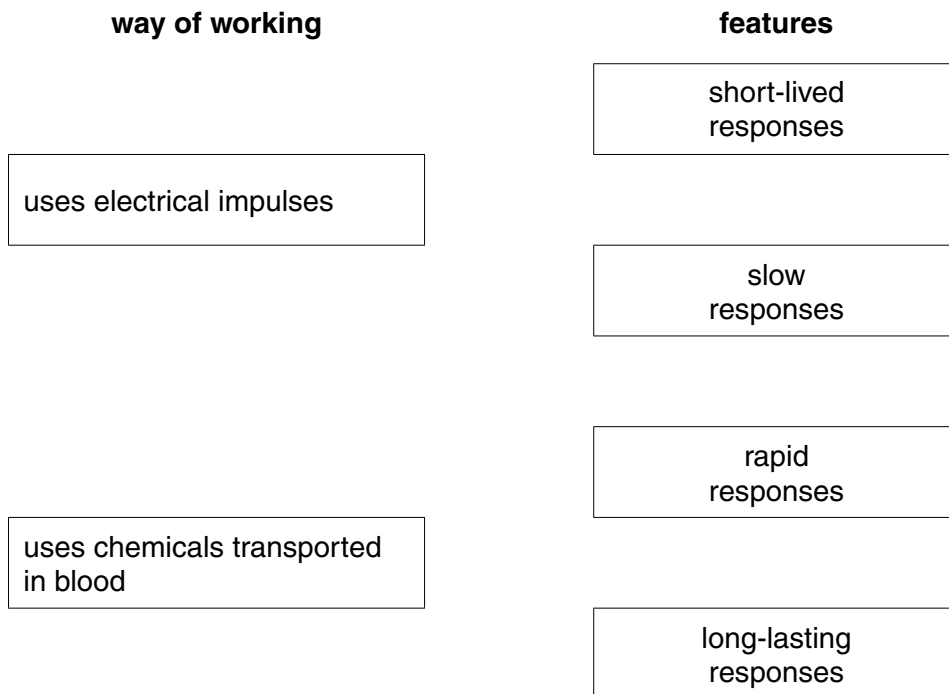 way of working
features
short-lived
responses
uses electrical impulses
slow
responses
rapid
responses
uses chemicals transported
in blood
long-lasting
responses